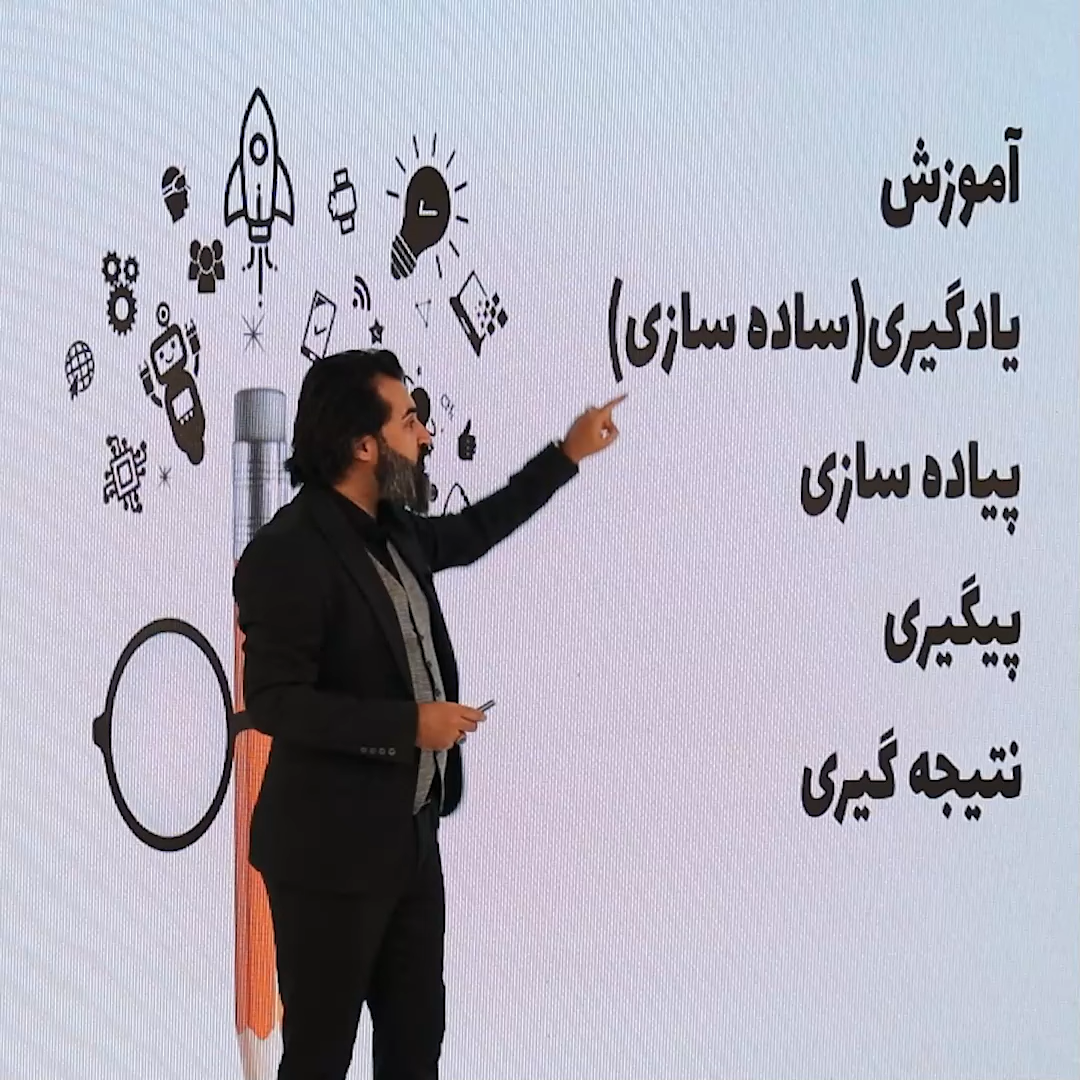 آموزش
یادگیری(ساده سازی)
پیاده سازی
پیگیری
نتیجه گیری